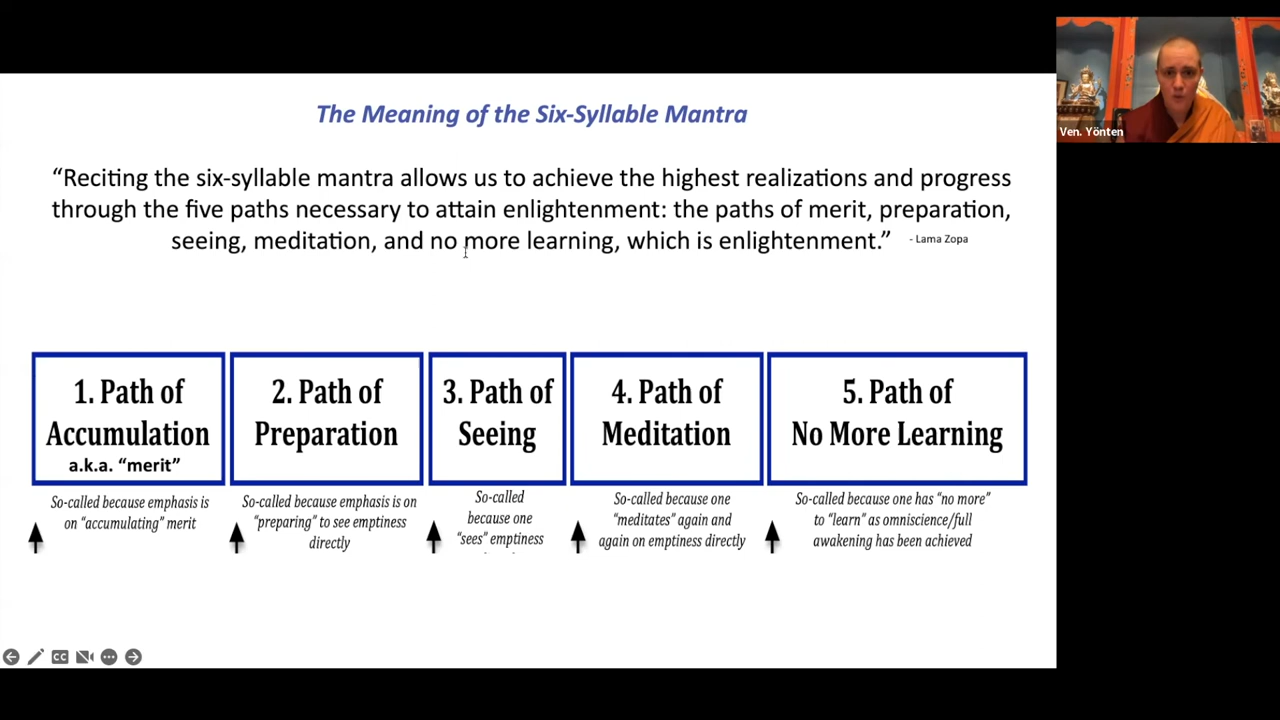 The Meaning of the Six-Syllable Mantra
“Reciting the six-syllable mantra allows us to achieve the highest realizations and progress
through the five paths necessary to attain enlightenment: the paths of merit, preparation,
seeing, meditation, and no more learning, which is enlightenment.” - Lama Zopa
1. Path of
Accumulation
a.k.a. “merit”
So-called because emphasis is
on “accumulating” merit
2. Path of
Preparation
So-called because emphasis is on
“preparing” to see emptiness
directly
3. Path of
Seeing
So-called
because one
“sees” emptiness
4. Path of
Meditation
So-called because one
“meditates” again and
again on emptiness directly
5. Path of
No More Learning
So-called because one has “no more”
to “learn” as omniscience/full
awakening has been achieved
Ven. Yönten
CC